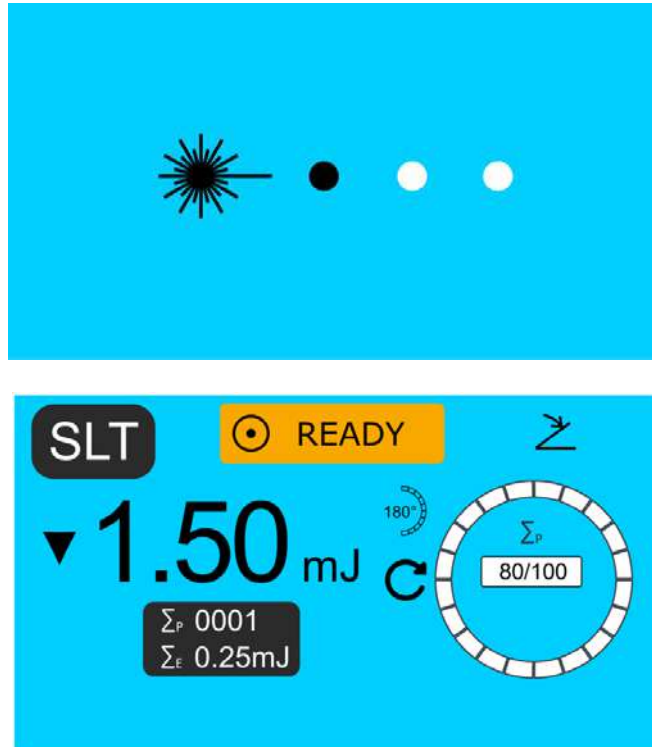 SLT
READY
1.50 mJ
180°
∑P
80/100
∑P 0001
∑E 0.25mJ